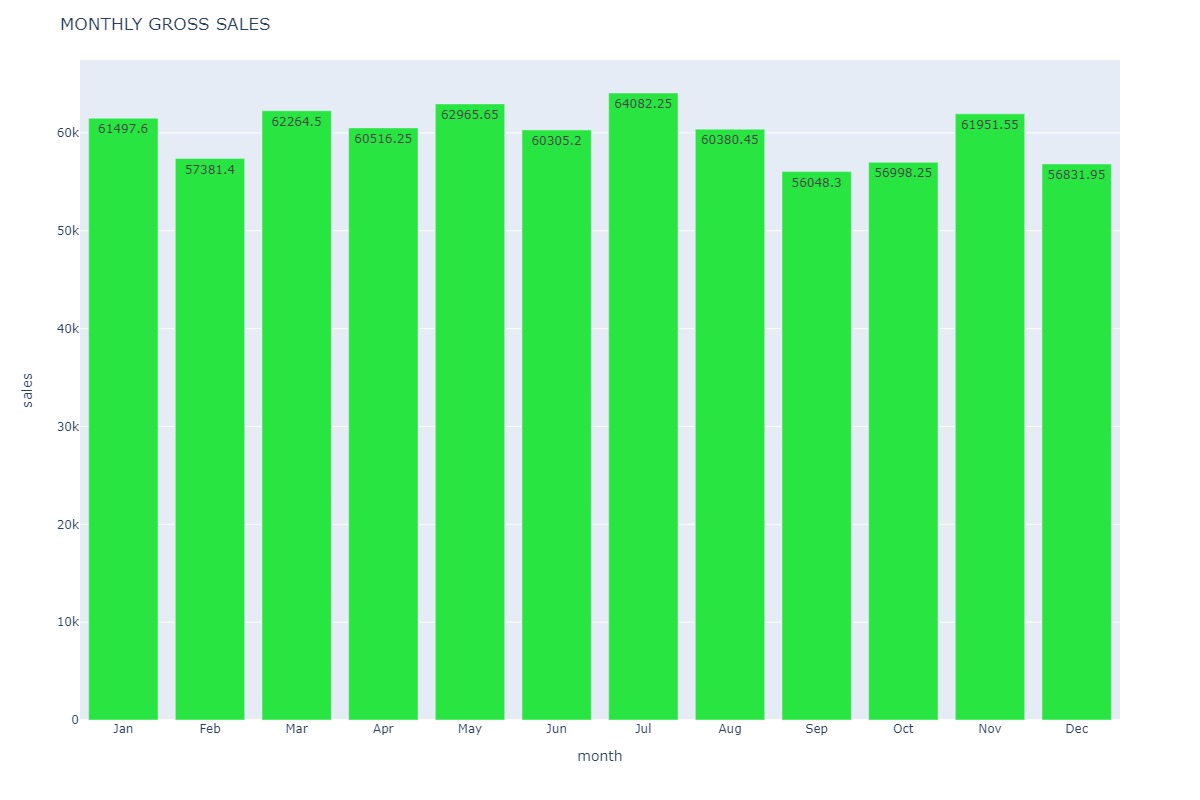 MONTHLY GROSS SALES
61497.6 57381.4 62264.5 60516.25 62965.65 60305.2 64082.25 60380.45 56048.3 56998.25 61951.55 56831.95
60k
50k
40k
30k
20k
10k
0
sales
Jan Feb Mar Apr May Jun Jul Aug Sep Oct Nov Dec
month